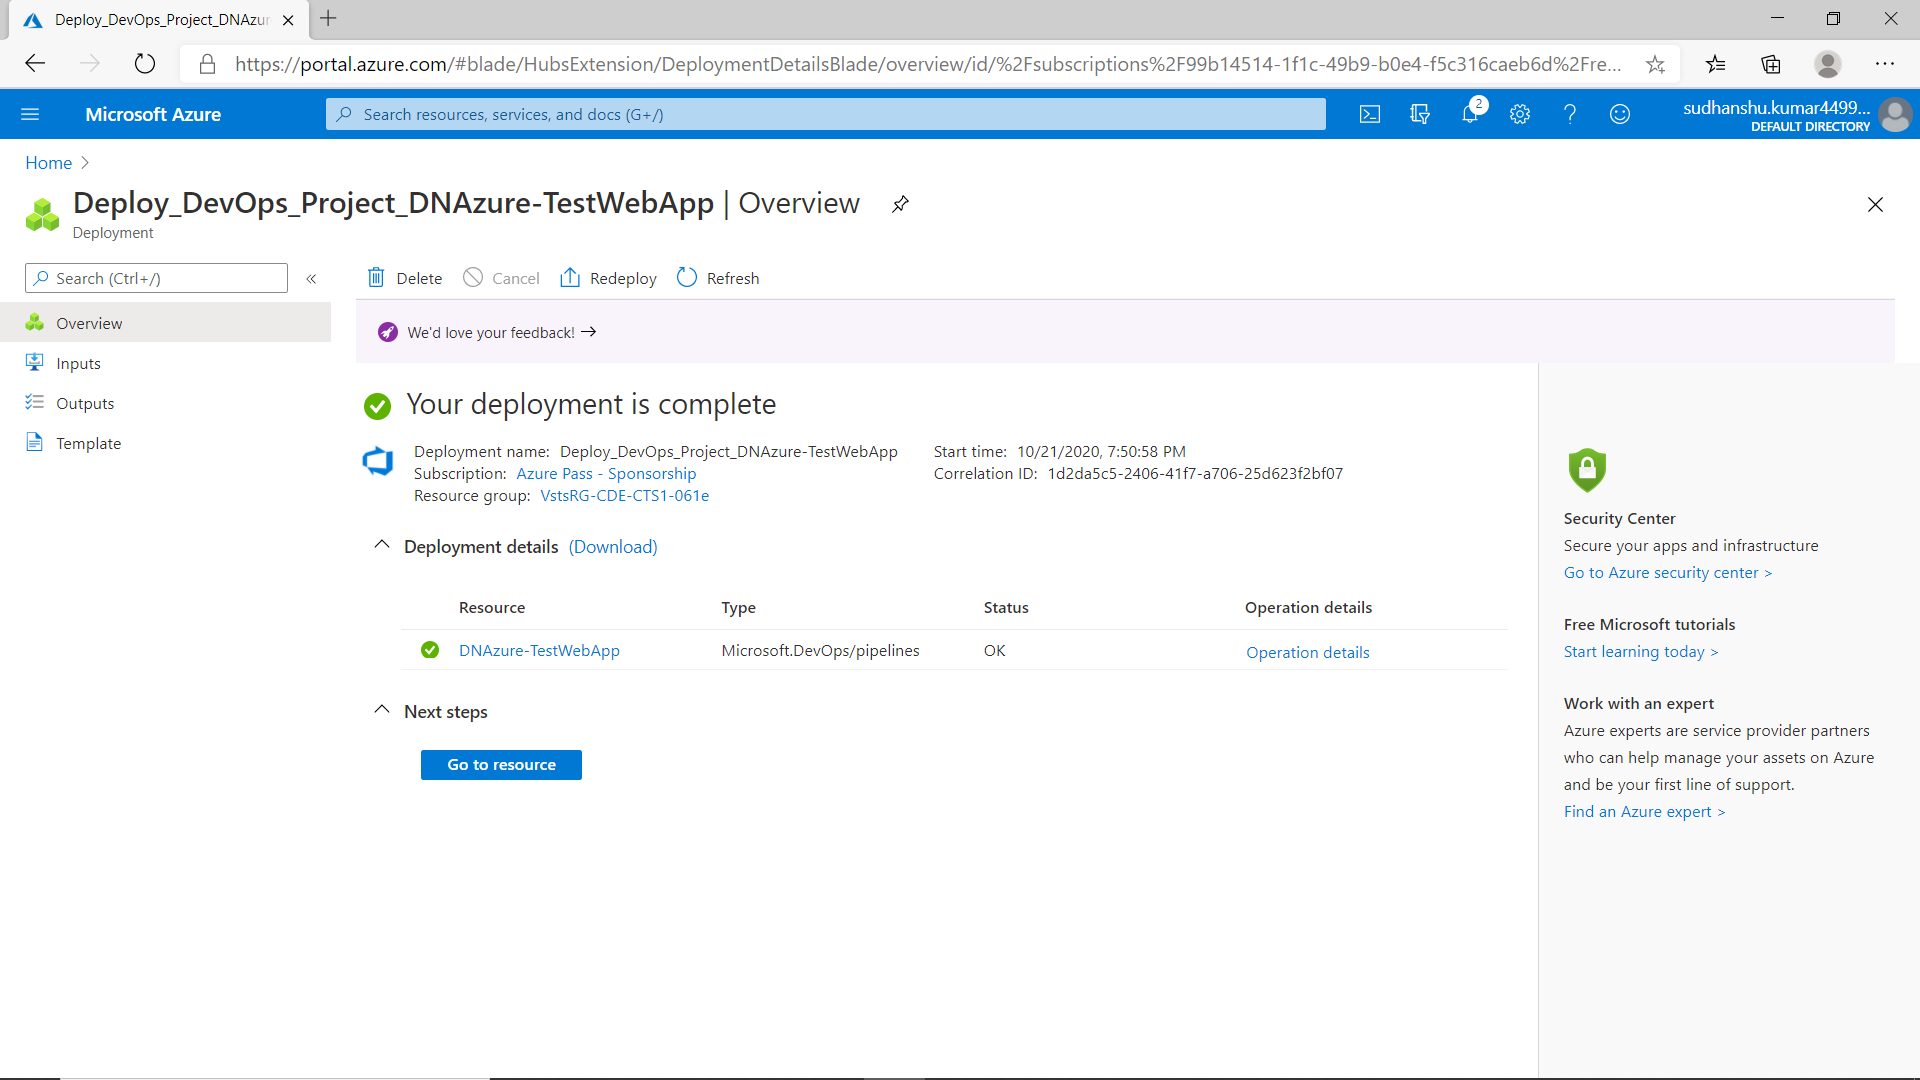 Deploy_DevOps_Project_DNAzur
https://portal.azure.com/#blade/HubsExtension/DeploymentDetailsBlade/overview/id/%2Fsubscriptions%2F99b14514-1f1c-49b9-b0e4-f5c316caeb6d%2Fre...
Microsoft Azure
Search resources, services, and docs (G+/)
2
sudhanshu.kumar4499...
DEFAULT DIRECTORY
Home
Deploy_DevOps_Project_DNAzure-TestWebApp | Overview
Deployment
Search (Ctrl+/)
«
Overview
Inputs
Outputs
Template
Delete
Cancel
Redeploy
Refresh
We'd love your feedback! →
Your deployment is complete
Deployment name: Deploy_DevOps_Project_DNAzure-TestWebApp
Subscription: Azure Pass - Sponsorship
Resource group: VstsRG-CDE-CTS1-061e
Start time: 10/21/2020, 7:50:58 PM
Correlation ID: 1d2da5c5-2406-41f7-a706-25d623f2bf07
Deployment details (Download)
Resource Type Status Operation details
DNAzure-TestWebApp Microsoft.DevOps/pipelines OK Operation details
Next steps
Go to resource
Security Center
Secure your apps and infrastructure
Go to Azure security center >
Free Microsoft tutorials
Start learning today >
Work with an expert
Azure experts are service provider partners
who can help manage your assets on Azure
and be your first line of support.
Find an Azure expert >